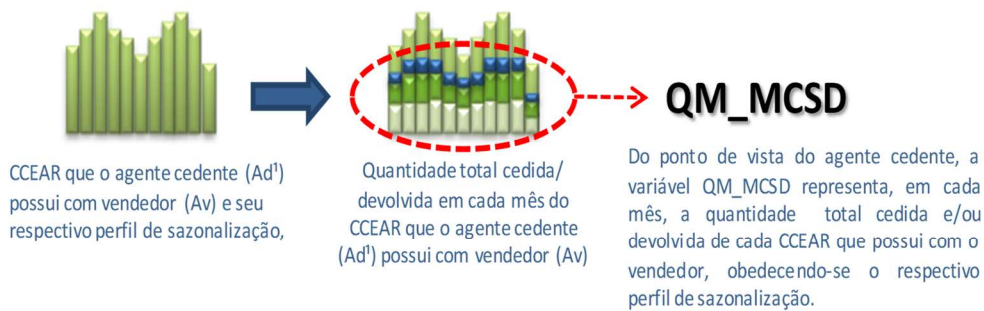 CCEAR que o agente cedente (Ad¹)
possui com vendedor (Av) e seu
respectivo perfil de sazonalização,
Quantidade total cedida/
devolvida em cada mês do
CCEAR que o agente cedente
(Ad¹) possui com vendedor (Av)
QM_MCSD
Do ponto de vista do agente cedente, a
variável QM_MCSD representa, em cada
mês, a quantidade total cedida e/ou
devolvida de cada CCEAR que possui com o
vendedor, obedecendo-se o respectivo
perfil de sazonalização.